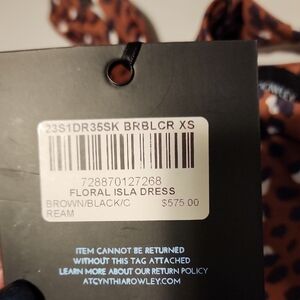 23S1DR35SK BRBLCR XS
728870127268
FLORAL ISLA DRESS
BROWN/BLACK/C $575.00
REAM
ITEM CANNOT BE RETURNED
WITHOUT THIS TAG ATTACHED
LEARN MORE ABOUT OUR RETURN POLICY
ATCYNTHIAROWLEY.COM